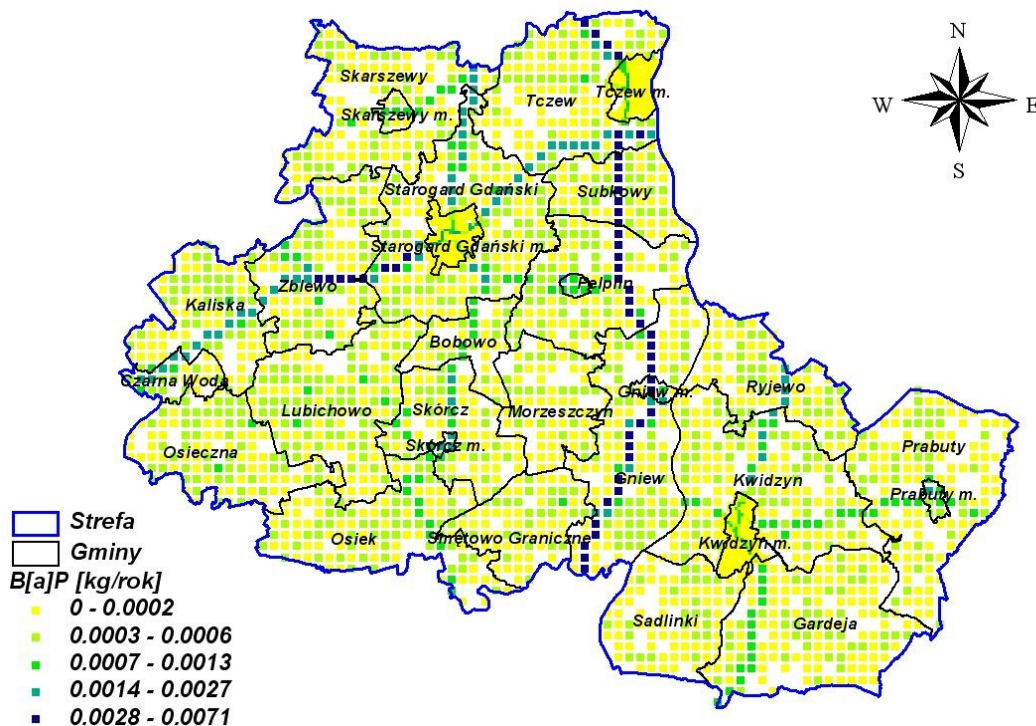 N
W
E
S
Skarszewy
Skarszewy m.
Tczew
Tczew m.
Starogard Gdański
Subkowy
Starogard Gdański m.
Zblewo
Pelplin
Kaliska
Bobowo
Czarna Woda
Ryjewo
Gniew m.
Lubichowo
Skórcz
Morzeszczyn
Skórcz m.
Osieczna
Prabuty
Gniew
Kwidzyn
Prabuty m.
Osiek
Smętowo Graniczne
Kwidzyn m.
Sadlinki
Gardeja
Strefa
Gminy
B[a]P [kg/rok]
0 - 0.0002
0.0003 - 0.0006
0.0007 - 0.0013
0.0014 - 0.0027
0.0028 - 0.0071